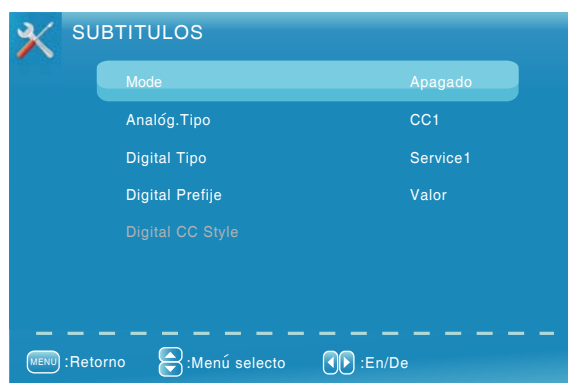 SUBTITULOS
Mode Apagado
Analóg.Tipo CC1
Digital Tipo Service1
Digital Prefije Valor
Digital CC Style
MENU :Retorno :Menú selecto :En/De